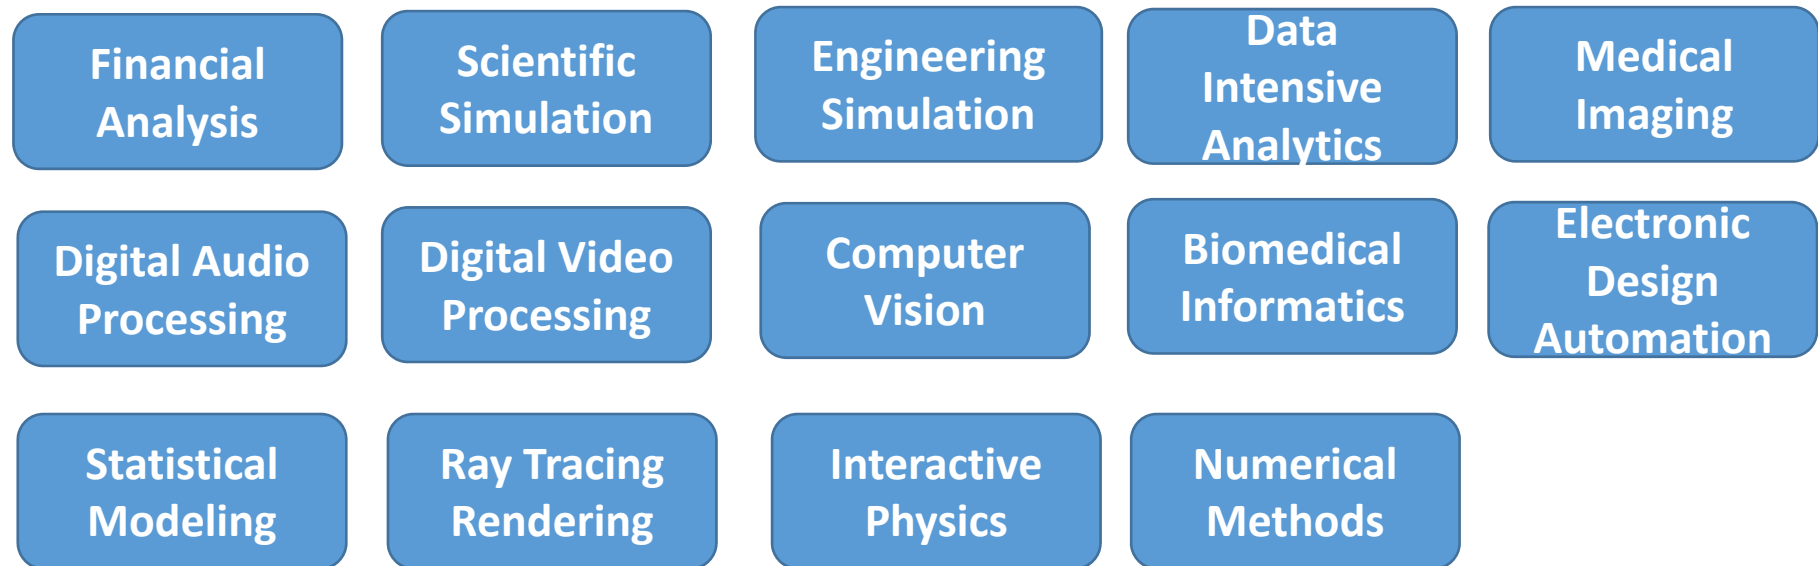 Financial
Analysis
Scientific
Simulation
Engineering
Simulation
Data
Intensive
Analytics
Medical
Imaging
Digital Audio
Processing
Digital Video
Processing
Computer
Vision
Biomedical
Informatics
Electronic
Design
Automation
Statistical
Modeling
Ray Tracing
Rendering
Interactive
Physics
Numerical
Methods